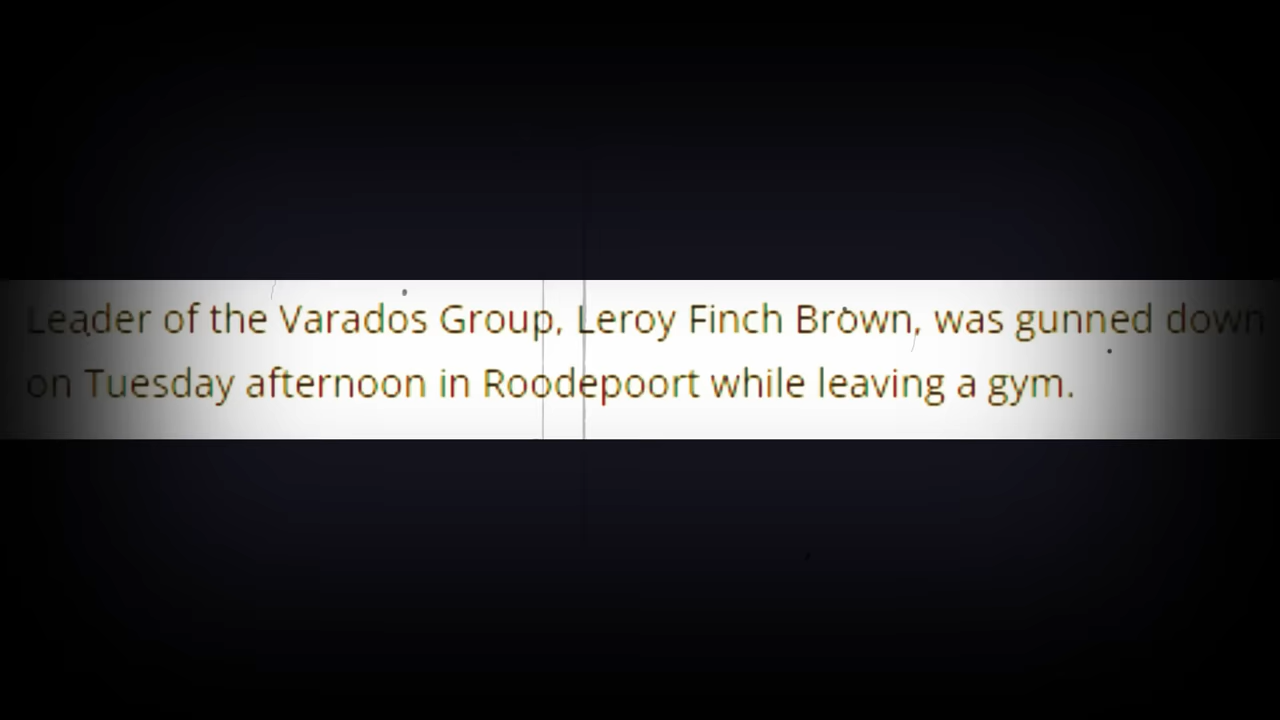 Leader of the Varados Group, Leroy Finch Brown, was gunned down
on Tuesday afternoon in Roodepoort while leaving a gym.